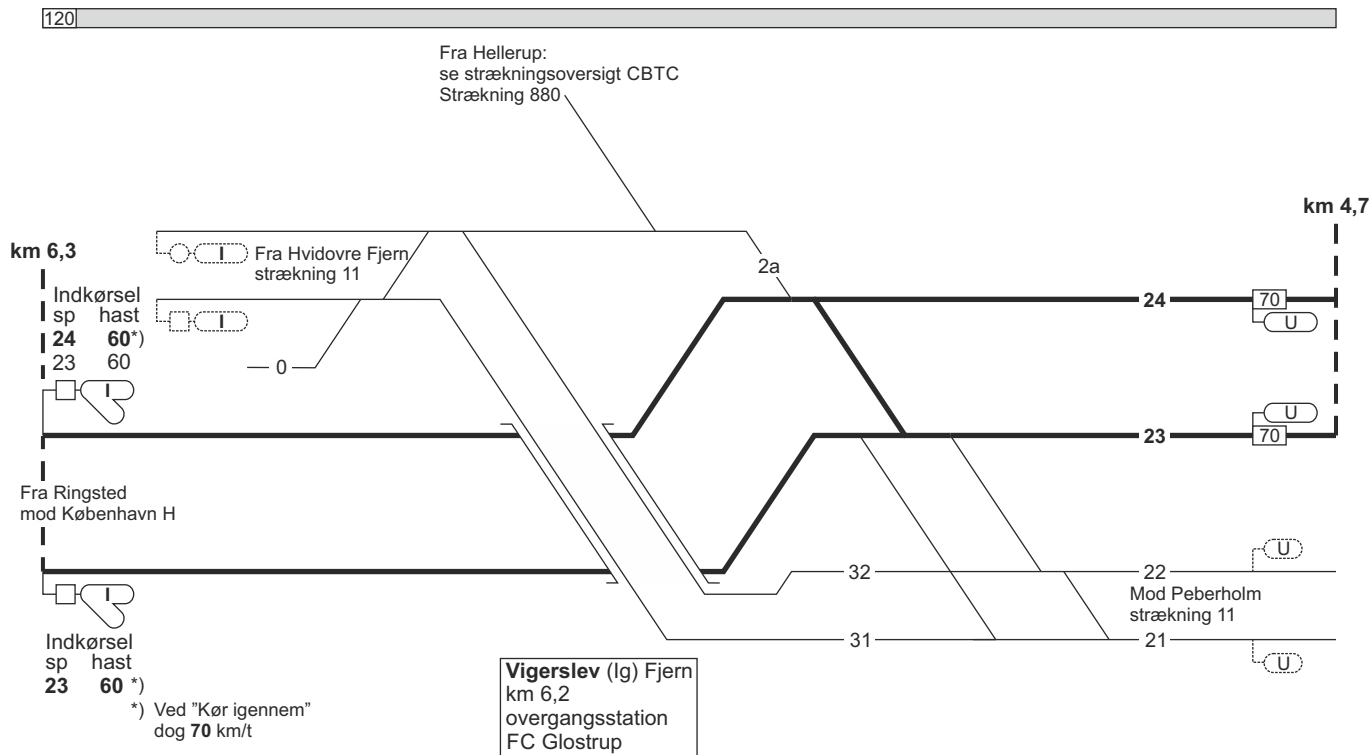 120
Fra Hellerup:
se strækningsoversigt CBTC
Strækning 880
km 4,7
km 6,3
I
Fra Hvidovre Fjern
strækning 11
2a
Indkørsel
sp hast
24 60*)
23 60
I
24
70
U
0
I
U
23
70
Fra Ringsted
mod København H
U
32
22
I
Mod Peberholm
strækning 11
31
21
U
Indkørsel
sp hast
23 60 *)
*) Ved ”Kør igennem”
dog 70 km/t
Vigerslev (Ig) Fjern
km 6,2
overgangsstation
FC Glostrup